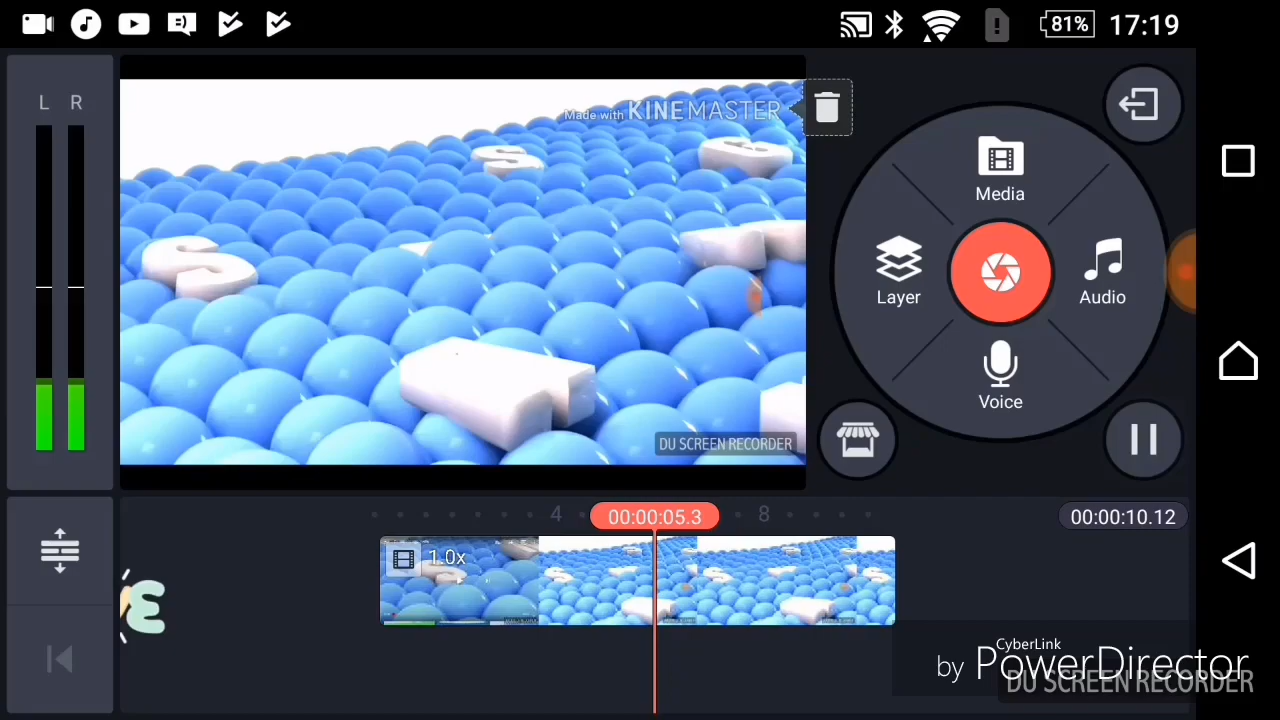 81% 17:19
L R
Made with KINEMASTER
S
S
Media
Layer
Audio
Voice
DU SCREEN RECORDER
4
00:00:05.3
8
00:00:10.12
1.0x
CyberLink
by PowerDirector
DU SCREEN RECORDER